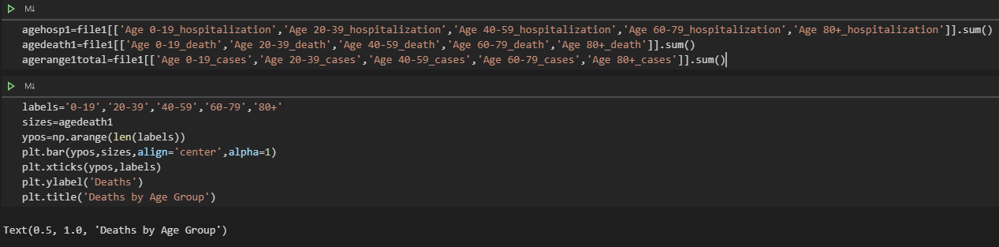 M↓
agehosp1=file1[['Age 0-19_hospitalization','Age 20-39_hospitalization','Age 40-59_hospitalization','Age 60-79_hospitalization','Age 80+_hospitalization']].sum()
agedeath1=file1[['Age 0-19_death','Age 20-39_death','Age 40-59_death','Age 60-79_death','Age 80+_death']].sum()
agerange1total=file1[['Age 0-19_cases','Age 20-39_cases','Age 40-59_cases','Age 60-79_cases','Age 80+_cases']].sum()
M↓
labels='0-19','20-39','40-59','60-79','80+'
sizes=agedeath1
ypos=np.arange(len(labels))
plt.bar(ypos,sizes,align='center',alpha=1)
plt.xticks(ypos,labels)
plt.ylabel('Deaths')
plt.title('Deaths by Age Group')
Text(0.5, 1.0, 'Deaths by Age Group')